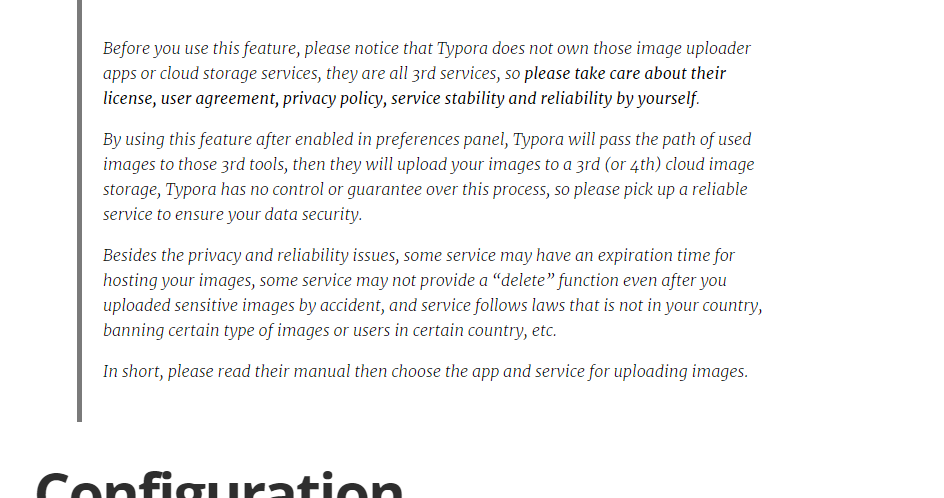 Before you use this feature, please notice that Typora does not own those image uploader
apps or cloud storage services, they are all 3rd services, so please take care about their
license, user agreement, privacy policy, service stability and reliability by yourself.
By using this feature after enabled in preferences panel, Typora will pass the path of used
images to those 3rd tools, then they will upload your images to a 3rd (or 4th) cloud image
storage, Typora has no control or guarantee over this process, so please pick up a reliable
service to ensure your data security.
Besides the privacy and reliability issues, some service may have an expiration time for
hosting your images, some service may not provide a “delete” function even after you
uploaded sensitive images by accident, and service follows laws that is not in your country,
banning certain type of images or users in certain country, etc.
In short, please read their manual then choose the app and service for uploading images.
Configuration